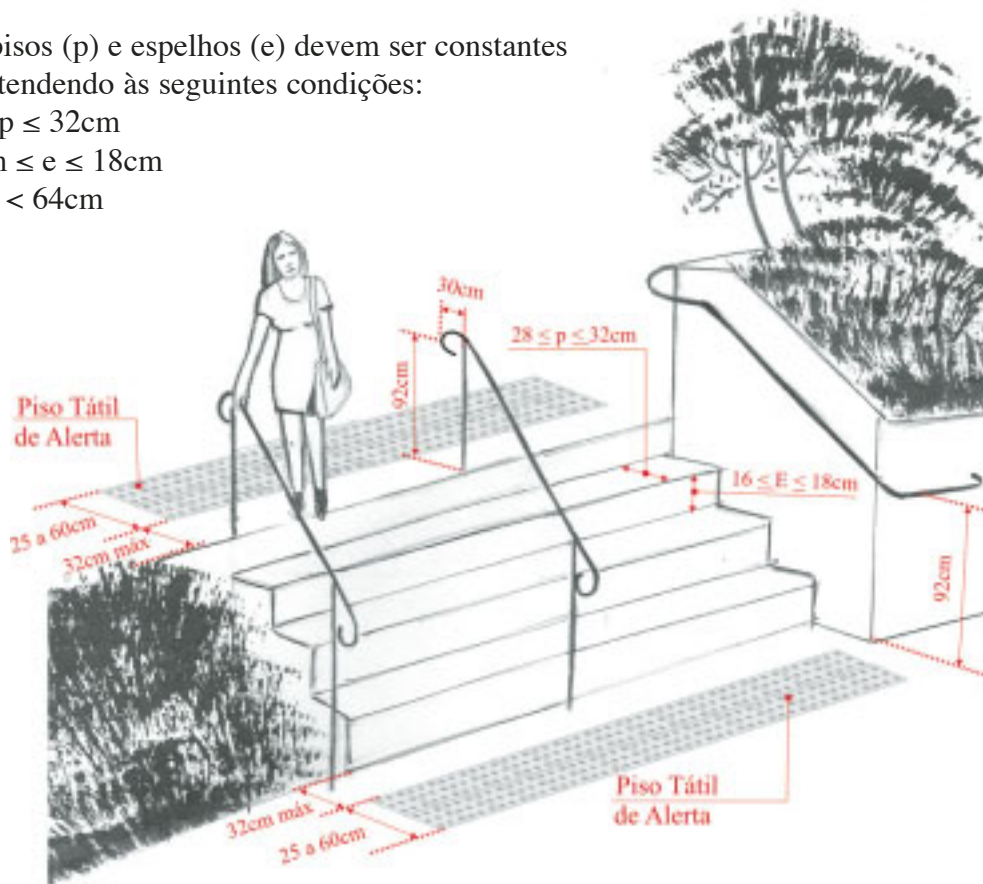 pisos (p) e espelhos (e) devem ser constantes
tendendo às seguintes condições:
p ≤ 32cm
≤ e ≤ 18cm
< 64cm
30cm
28 ≤ p ≤ 32cm
92cm
Piso Tátil
de Alerta
16 ≤ E ≤ 18cm
25 a 60cm
32cm máx
92cm
Piso Tátil
de Alerta
32cm máx
25 a 60cm